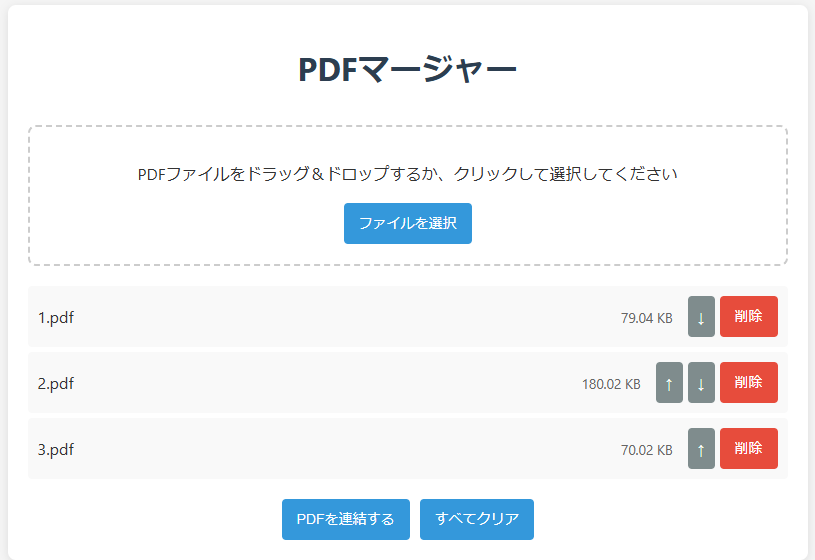 PDFマージャー
PDFファイルをドラッグ＆ドロップするか、クリックして選択してください
ファイルを選択
1.pdf 79.04 KB ↓ 削除
2.pdf 180.02 KB ↑ ↓ 削除
3.pdf 70.02 KB ↑ 削除
PDFを連結する すべてクリア